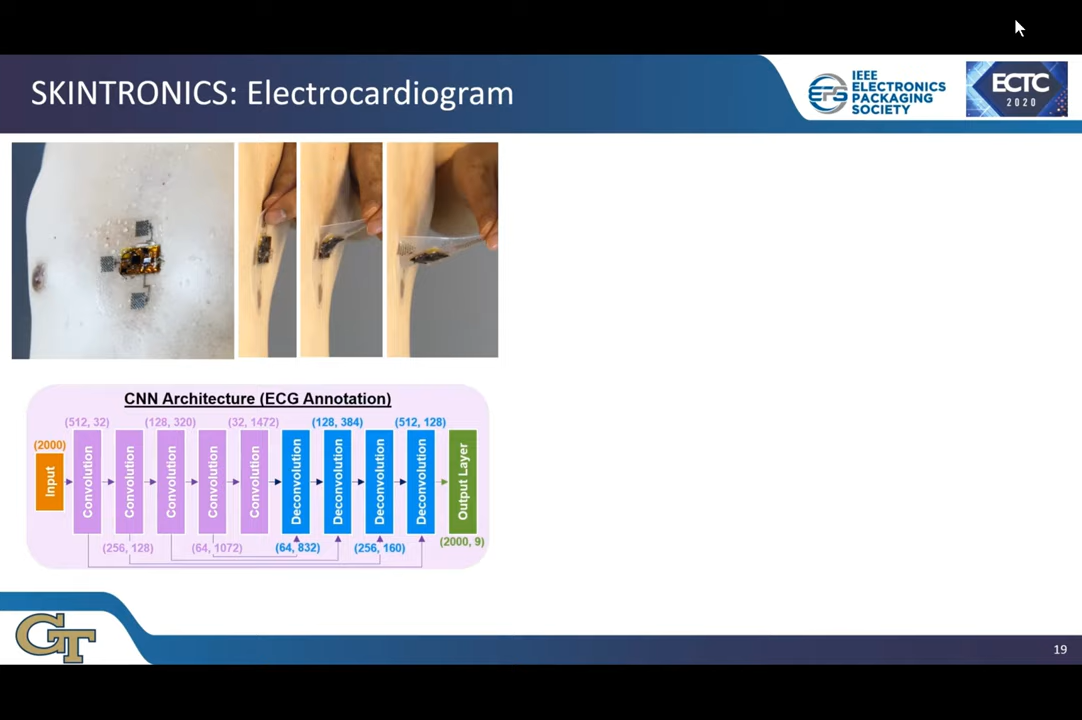 SKINTRONICS: Electrocardiogram
EPS
IEEE
ELECTRONICS
PACKAGING
SOCIETY
ECTC
2020
CNN Architecture (ECG Annotation)
(512, 32)
(128, 320)
(32, 1472)
(128, 384)
(512, 128)
(2000)
Input
Convolution
Convolution
Convolution
Convolution
Convolution
Deconvolution
Deconvolution
Deconvolution
Deconvolution
Output Layer
(256, 128)
(64, 1072)
(64, 832)
(256, 160)
(2000, 9)
GT
19